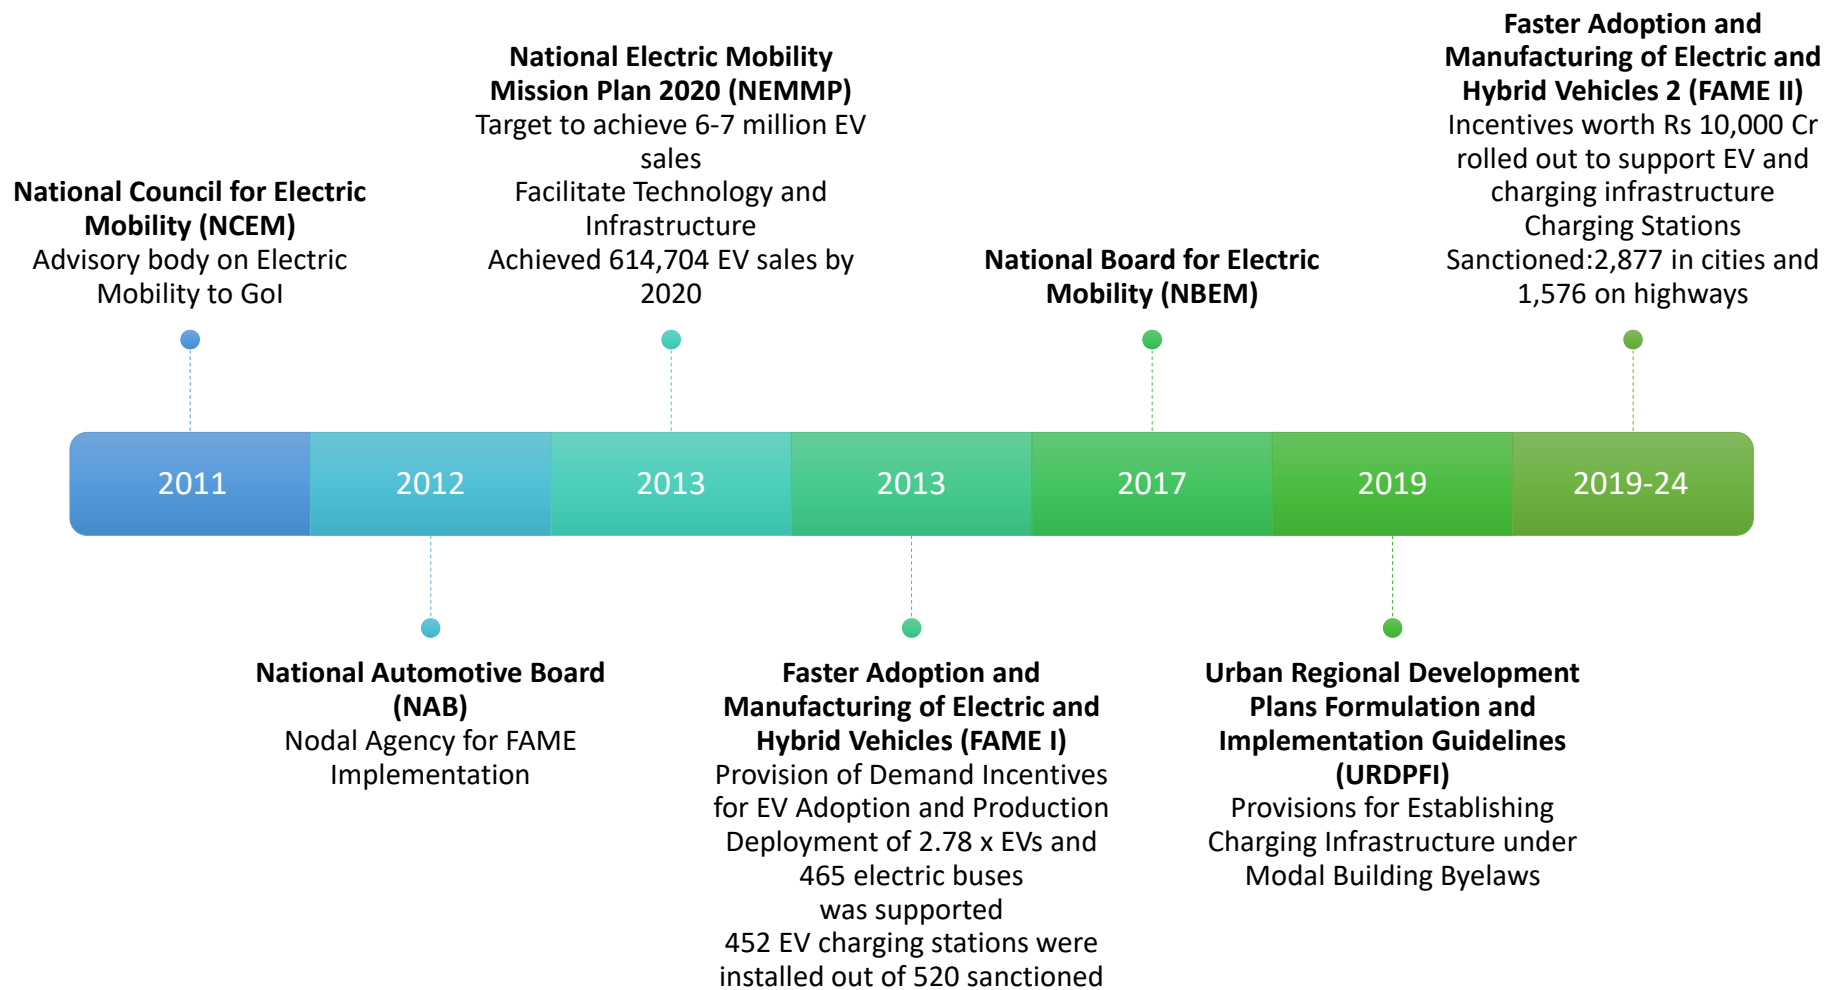 National Council for Electric
Mobility (NCEM)
Advisory body on Electric
Mobility to GoI
National Electric Mobility
Mission Plan 2020 (NEMMP)
Target to achieve 6-7 million EV
sales
Facilitate Technology and
Infrastructure
Achieved 614,704 EV sales by
2020
National Board for Electric
Mobility (NBEM)
Faster Adoption and
Manufacturing of Electric and
Hybrid Vehicles 2 (FAME II)
Incentives worth Rs 10,000 Cr
rolled out to support EV and
charging infrastructure
Charging Stations
Sanctioned:2,877 in cities and
1,576 on highways
2011
2012
2013
2013
2017
2019
2019-24
National Automotive Board
(NAB)
Nodal Agency for FAME
Implementation
Faster Adoption and
Manufacturing of Electric and
Hybrid Vehicles (FAME I)
Provision of Demand Incentives
for EV Adoption and Production
Deployment of 2.78 x EVs and
465 electric buses
was supported
452 EV charging stations were
installed out of 520 sanctioned
Urban Regional Development
Plans Formulation and
Implementation Guidelines
(URDPFI)
Provisions for Establishing
Charging Infrastructure under
Modal Building Byelaws